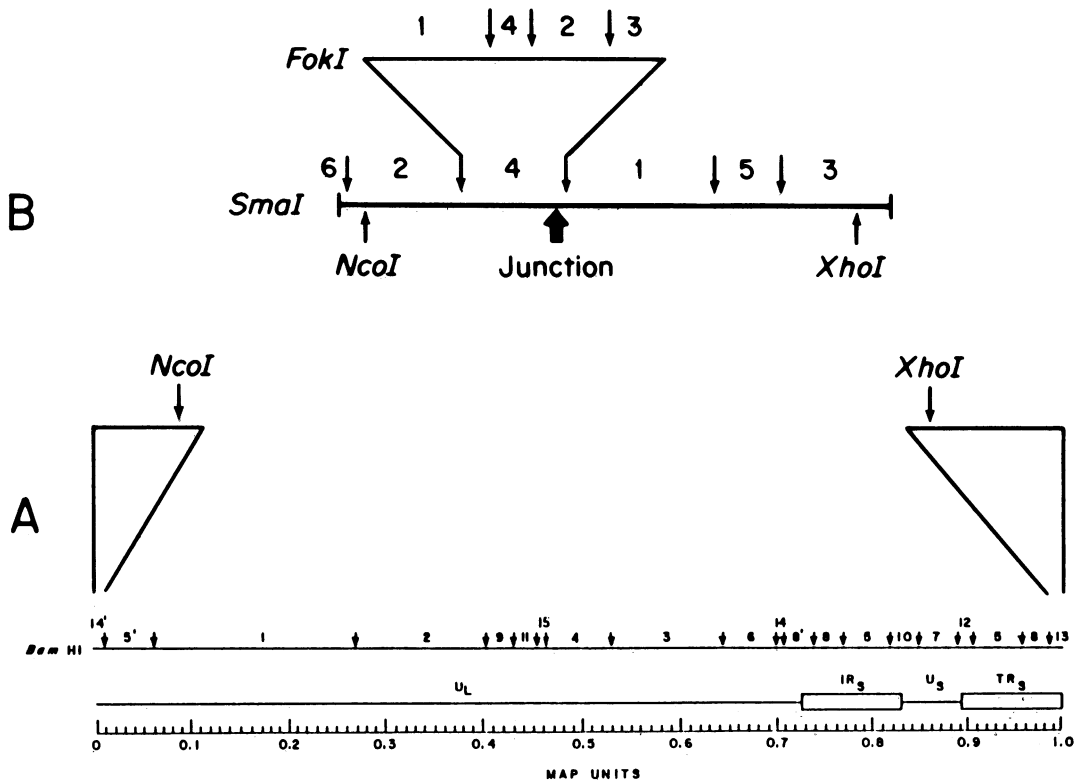 1 4 2 3
FokI
6 2 4 1 5 3
B
SmaI
NcoI Junction XhoI
NcoI XhoI
A
14' 15 14 12
5' 1 2 9 11 4 3 6 8' 8 5 10 7 5 8 13
Bam HI
UL IRS US TRS
0 0.1 0.2 0.3 0.4 0.5 0.6 0.7 0.8 0.9 1.0
MAP UNITS